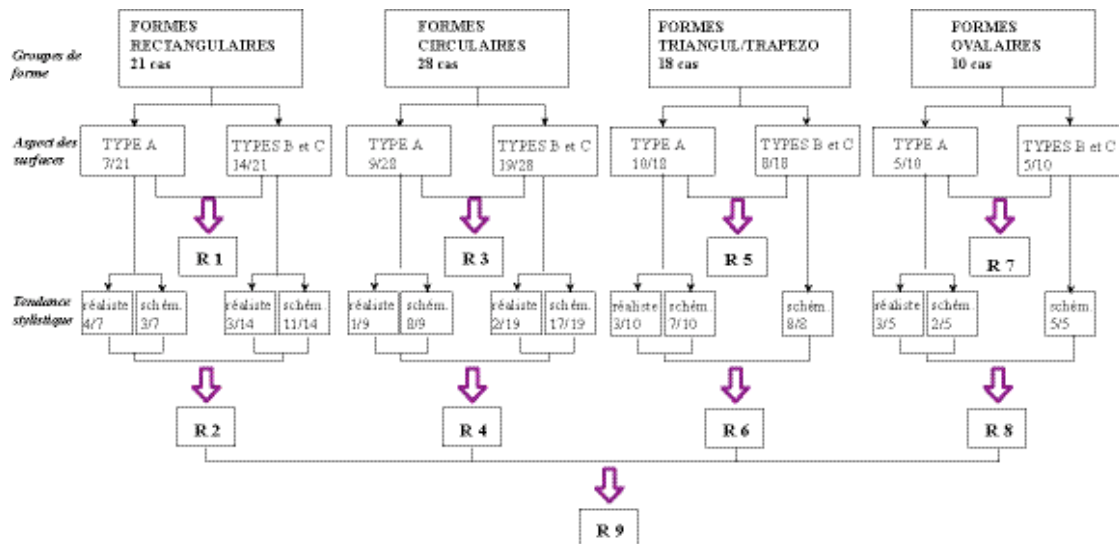 Groupes de
forme
FORMES
RECTANGULAIRES
21 cas
FORMES
CIRCULAIRES
28 cas
FORMES
TRIANGUL/TRAPEZO
18 cas
FORMES
OVALAIRES
10 cas
Aspect des
surfaces
TYPE A
7/21
TYPES B et C
14/21
TYPE A
9/28
TYPES B et C
19/28
TYPE A
10/18
TYPES B et C
8/18
TYPE A
5/10
TYPES B et C
5/10
R 1
R 3
R 5
R 7
Tendance
stylistique
réaliste
4/7
schém.
3/7
réaliste
3/14
schém.
11/14
réaliste
1/9
schém.
8/9
réaliste
2/19
schém.
17/19
réaliste
3/10
schém.
7/10
schém.
8/8
réaliste
3/5
schém.
2/5
schém.
5/5
R 2
R 4
R 6
R 8
R 9